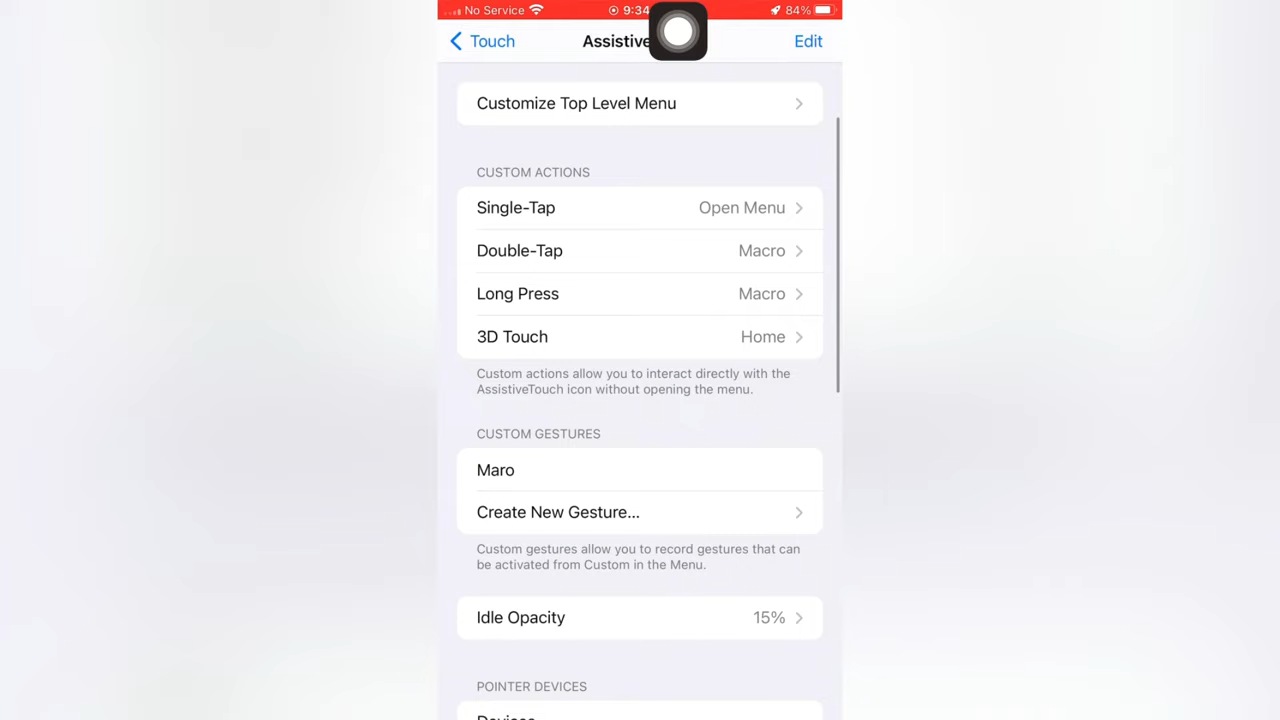 No Service 9:34 84%
Touch Assistive Edit
Customize Top Level Menu
CUSTOM ACTIONS
Single-Tap Open Menu
Double-Tap Macro
Long Press Macro
3D Touch Home
Custom actions allow you to interact directly with the
AssistiveTouch icon without opening the menu.
CUSTOM GESTURES
Maro
Create New Gesture...
Custom gestures allow you to record gestures that can
be activated from Custom in the Menu.
Idle Opacity 15%
POINTER DEVICES
Devices